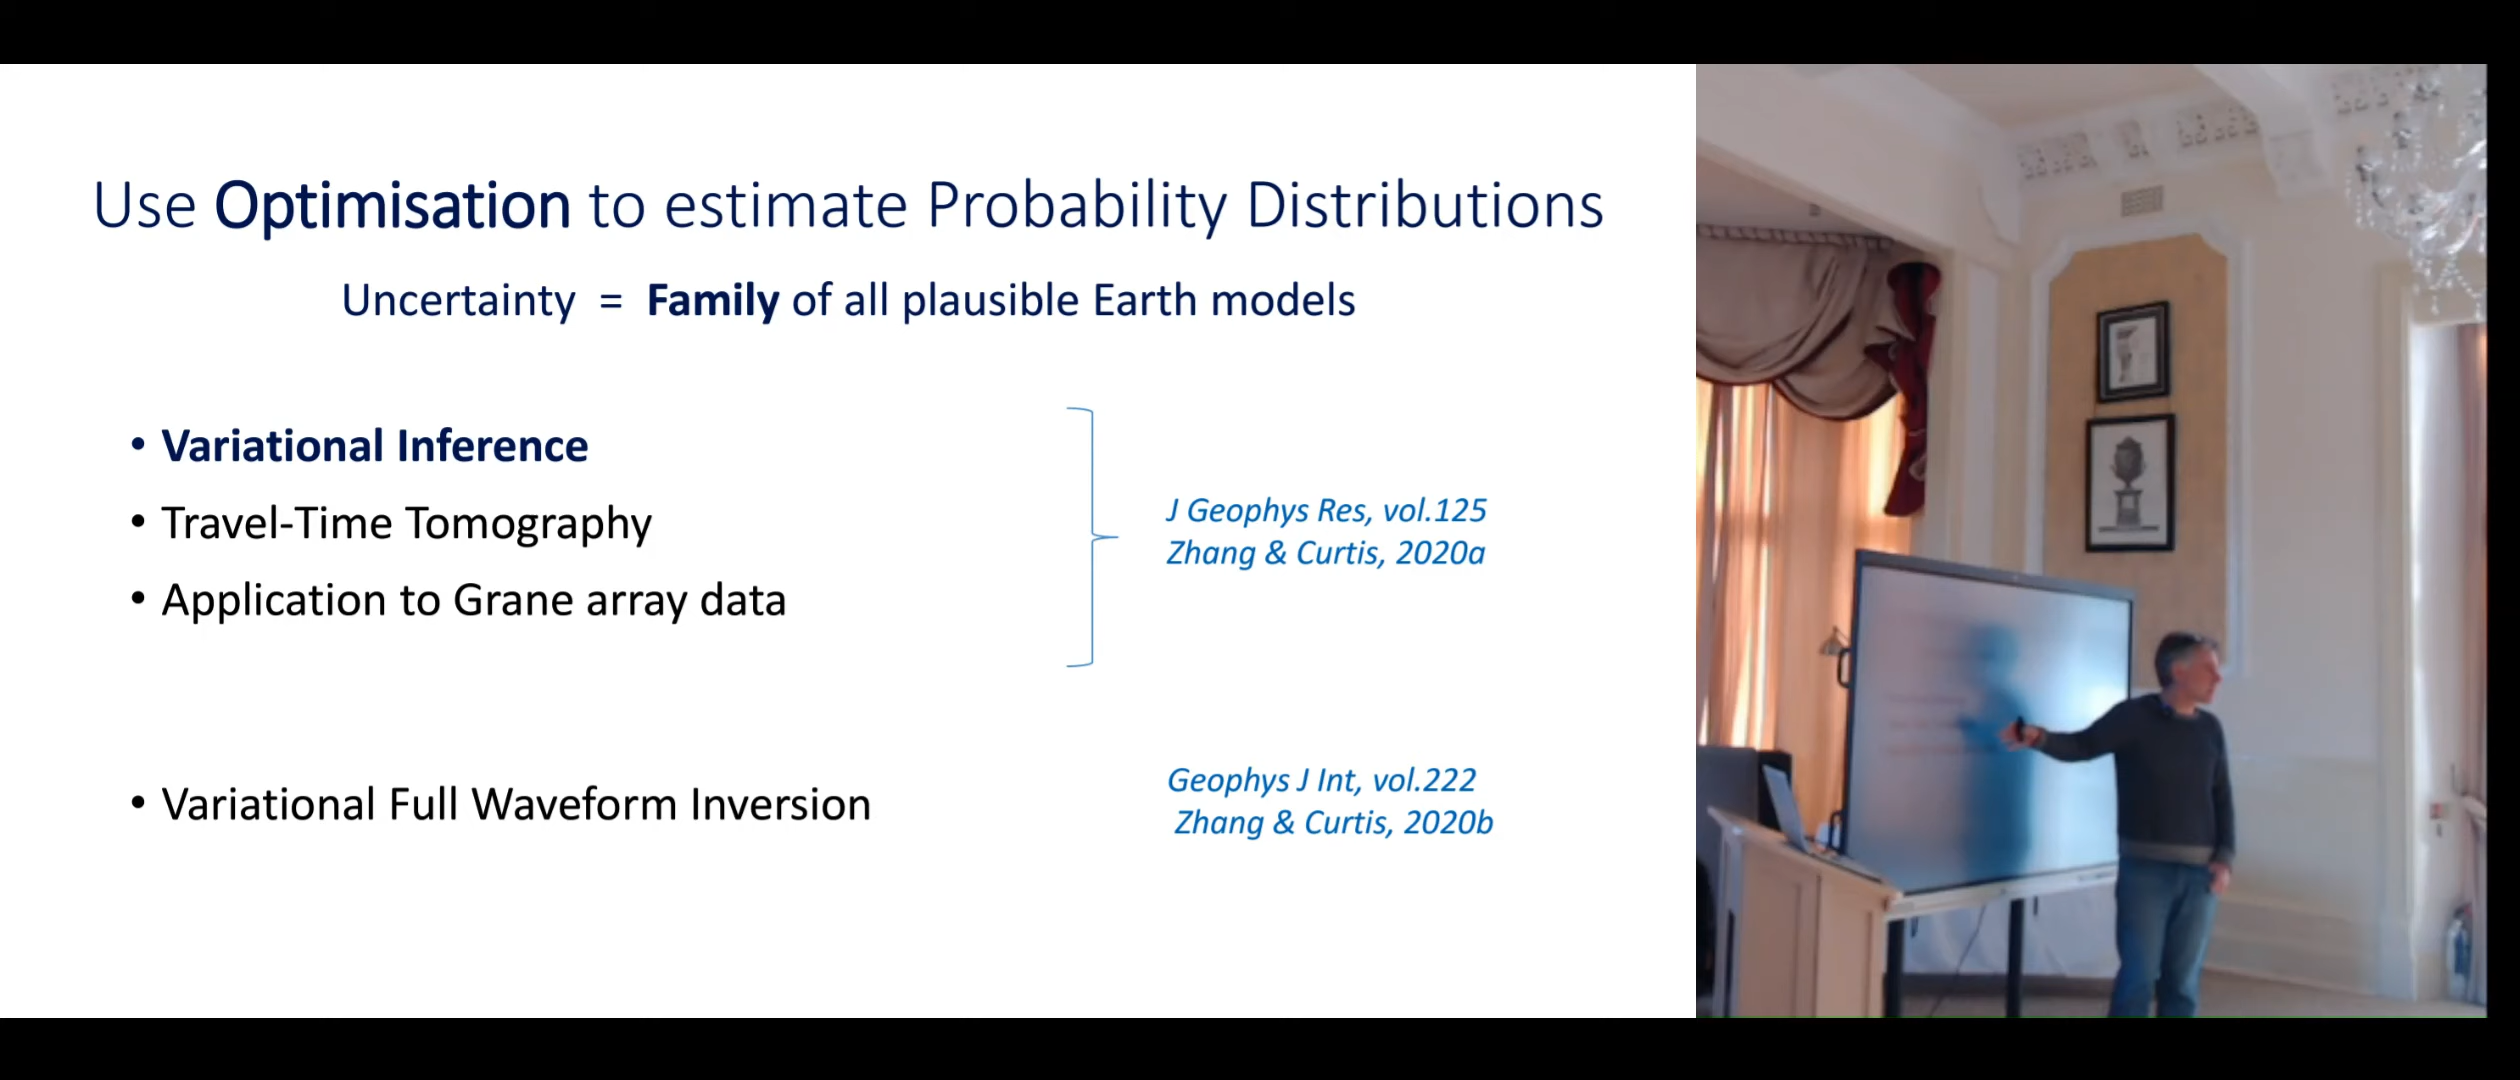 Use Optimisation to estimate Probability Distributions
Uncertainty = Family of all plausible Earth models
• Variational Inference
• Travel-Time Tomography
• Application to Grane array data
J Geophys Res, vol.125
Zhang & Curtis, 2020a
• Variational Full Waveform Inversion
Geophys J Int, vol.222
Zhang & Curtis, 2020b